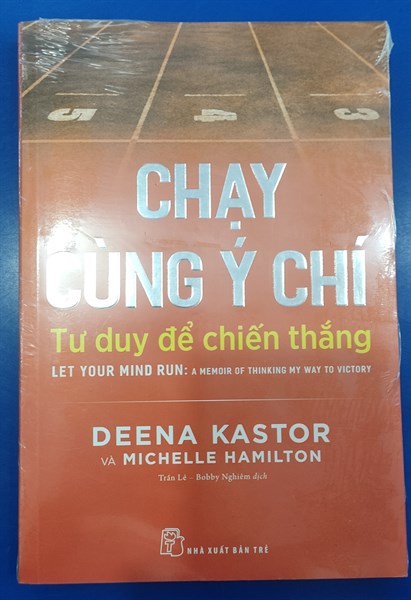 5 4 3
CHẠY
CÙNG Ý CHÍ
Tư duy để chiến thắng
LET YOUR MIND RUN: A MEMOIR OF THINKING MY WAY TO VICTORY
DEENA KASTOR
VÀ MICHELLE HAMILTON
Trần Lê – Bobby Nghiêm dịch
NHÀ XUẤT BẢN TRẺ